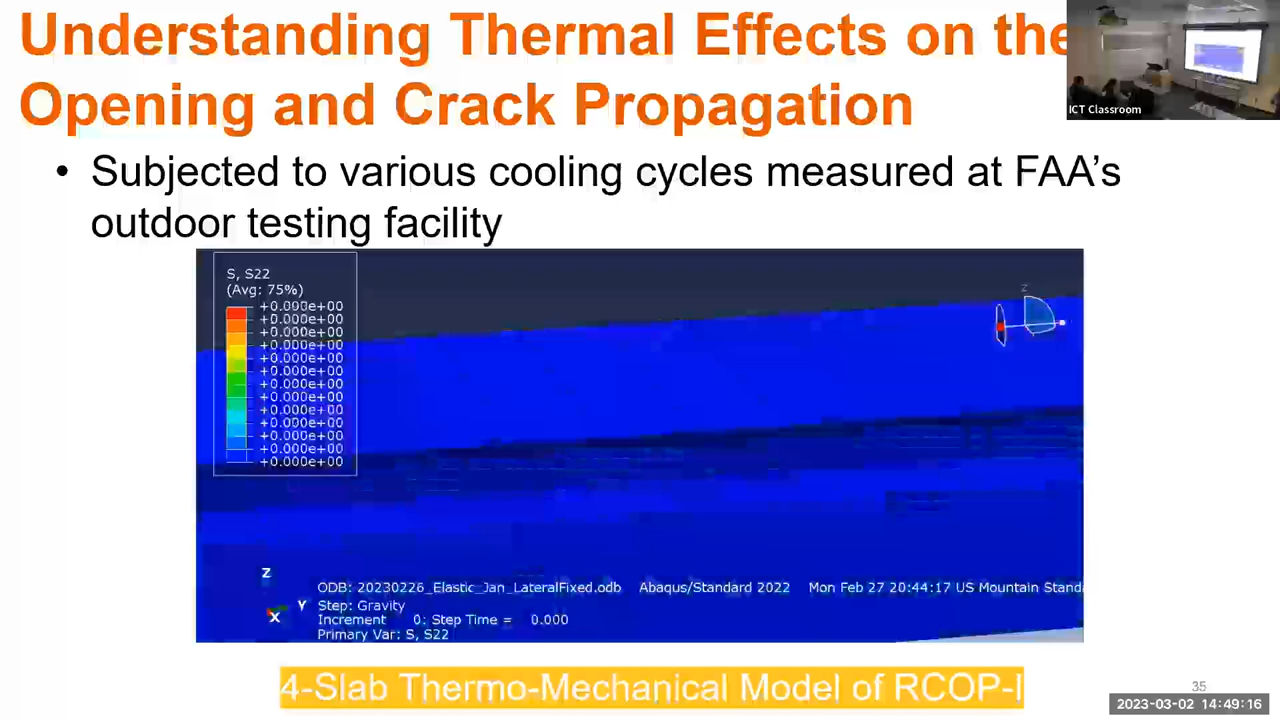 Understanding Thermal Effects on the
Opening and Crack Propagation
ICT Classroom
• Subjected to various cooling cycles measured at FAA's
outdoor testing facility
S, S22
(Avg: 75%)
+0.000e+00
+0.000e+00
+0.000e+00
+0.000e+00
+0.000e+00
+0.000e+00
+0.000e+00
+0.000e+00
+0.000e+00
+0.000e+00
+0.000e+00
+0.000e+00
+0.000e+00
Z
Z
Y
X
ODB: 20230226_Elastic_Jan_LateralFixed.odb Abaqus/Standard 2022 Mon Feb 27 20:44:17 US Mountain Standa
Step: Gravity
Increment 0: Step Time = 0.000
Primary Var: S, S22
4-Slab Thermo-Mechanical Model of RCOP-I
35
2023-03-02 14:49:16